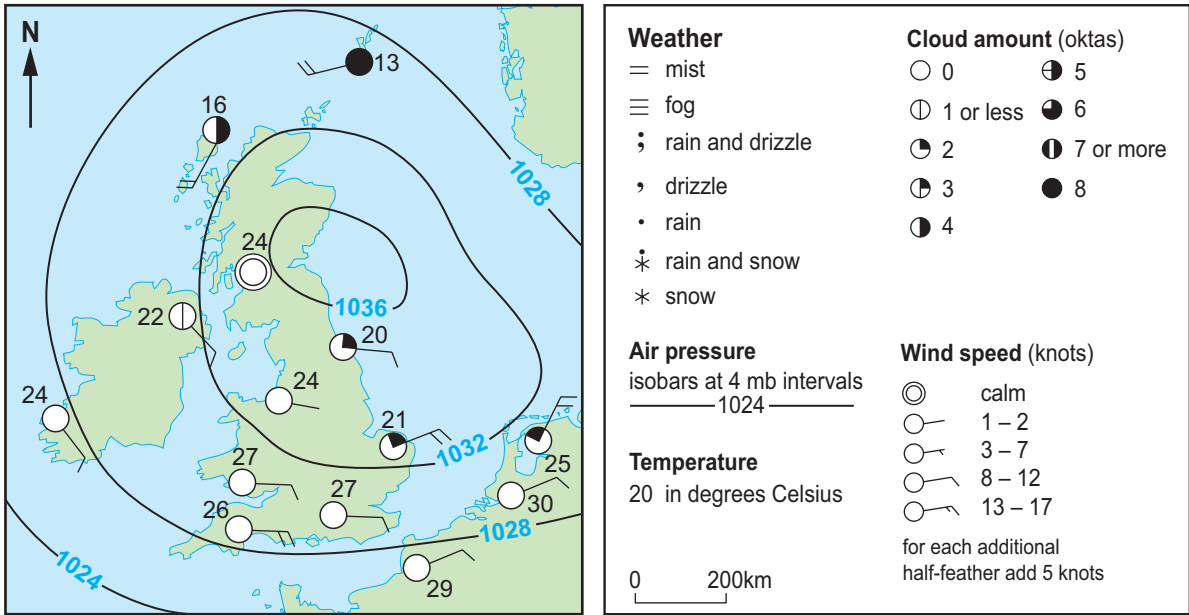 N
13
16
1028
24
1036
22
20
24
24
21
1032
27
25
27
30
26
1028
1024
29
Weather
mist
fog
rain and drizzle
drizzle
rain
rain and snow
snow
Cloud amount (oktas)
0
5
1 or less
6
2
7 or more
3
8
4
Air pressure
isobars at 4 mb intervals
1024
Temperature
20 in degrees Celsius
0 200km
Wind speed (knots)
calm
1 – 2
3 – 7
8 – 12
13 – 17
for each additional
half-feather add 5 knots